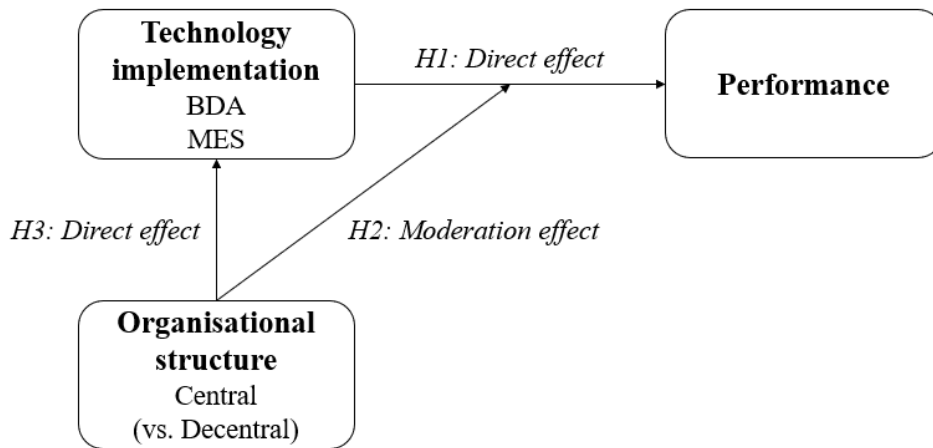 Technology
implementation
BDA
MES
H1: Direct effect
Performance
H3: Direct effect
H2: Moderation effect
Organisational
structure
Central
(vs. Decentral)